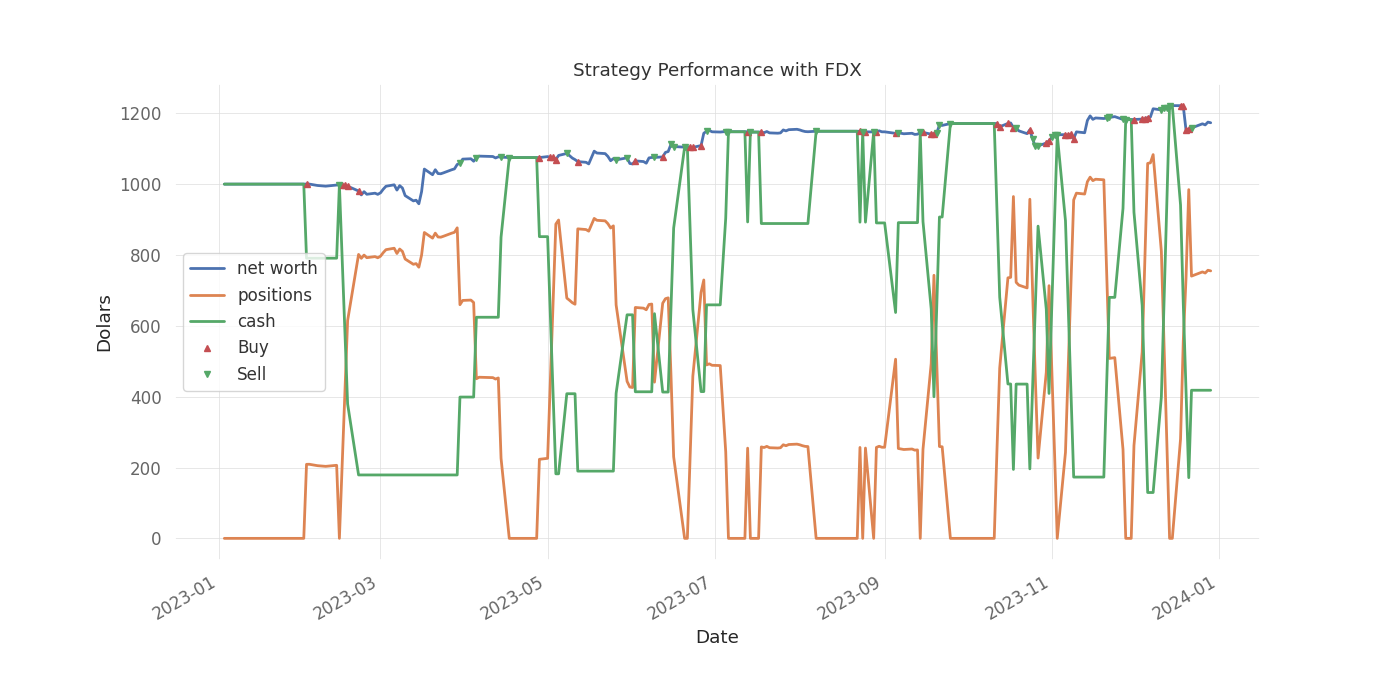 Strategy Performance with FDX
1200
1000
800
600
400
200
0
Dolars
net worth
positions
cash
Buy
Sell
2023-01
2023-03
2023-05
2023-07
2023-09
2023-11
2024-01
Date